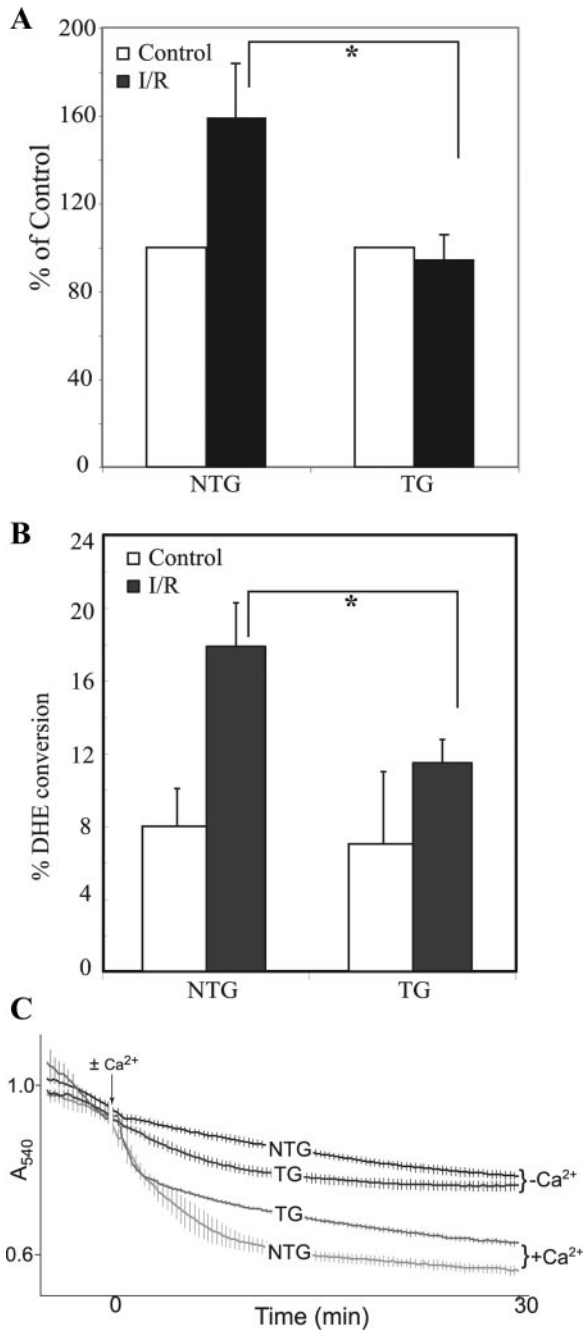 A
200
160
120
80
40
0
% of Control
Control
I/R
*
NTG TG
B
24
20
16
12
8
4
0
% DHE conversion
Control
I/R
*
NTG TG
C
± Ca²⁺
1.0
A₅₄₀
0.6
NTG
TG
}-Ca²⁺
TG
NTG
}+Ca²⁺
0 Time (min) 30